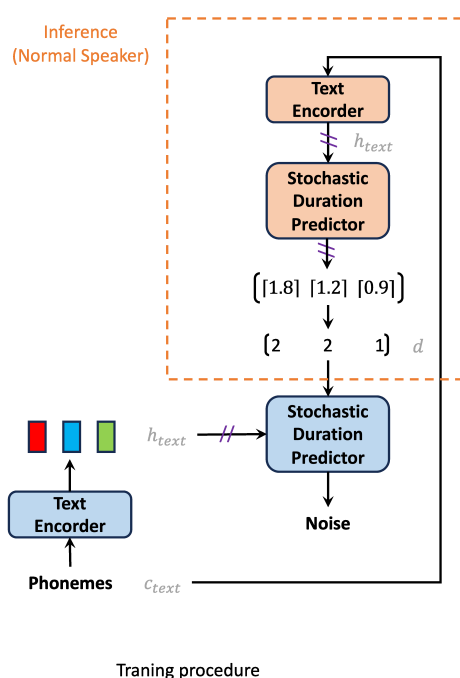 Inference
(Normal Speaker)
Text
Encorder
h_text
Stochastic
Duration
Predictor
(⌈1.8⌉ ⌈1.2⌉ ⌈0.9⌉)
(2 2 1) d
Stochastic
Duration
Predictor
h_text
Text
Encorder
Noise
Phonemes c_text
Traning procedure